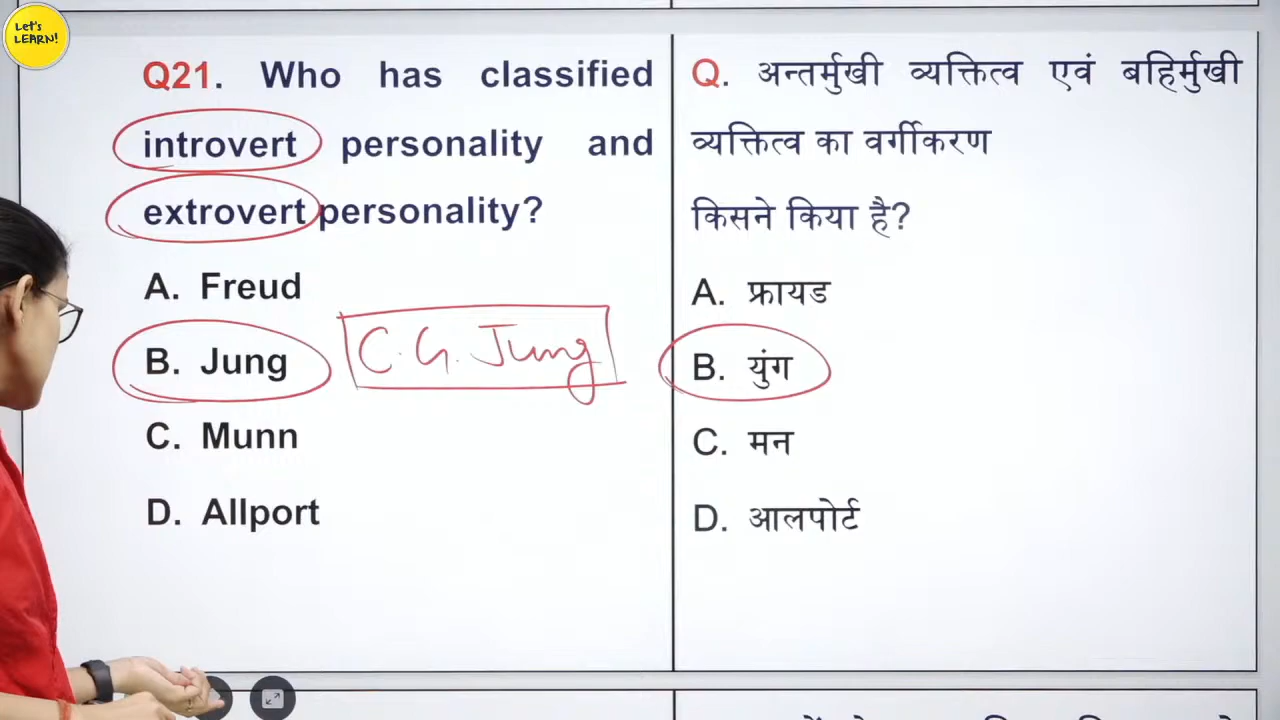 Let's
LEARN!
Q21. Who has classified
introvert personality and
extrovert personality?
A. Freud
B. Jung
C. G. Jung
C. Munn
D. Allport
Q. अन्तर्मुखी व्यक्तित्व एवं बहिर्मुखी
व्यक्तित्व का वर्गीकरण
किसने किया है?
A. फ्रायड
B. युंग
C. मन
D. आलपोर्ट